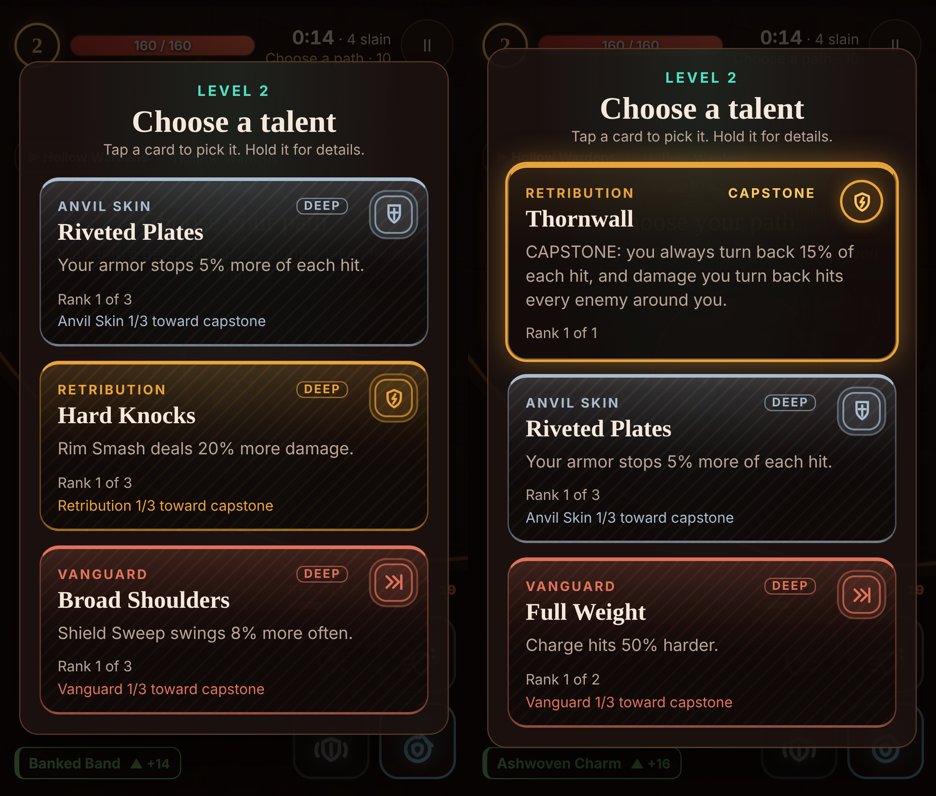 2
160 / 160
0:14 · 4 slain
Choose a path · 10
LEVEL 2
Choose a talent
Tap a card to pick it. Hold it for details.
ANVIL SKIN
DEEP
Riveted Plates
Your armor stops 5% more of each hit.
Rank 1 of 3
Anvil Skin 1/3 toward capstone
RETRIBUTION
DEEP
Hard Knocks
Rim Smash deals 20% more damage.
Rank 1 of 3
Retribution 1/3 toward capstone
VANGUARD
DEEP
Broad Shoulders
Shield Sweep swings 8% more often.
Rank 1 of 3
Vanguard 1/3 toward capstone
Banked Band ▲ +14
2
160 / 160
0:14 · 4 slain
Choose a path · 10
LEVEL 2
Choose a talent
Tap a card to pick it. Hold it for details.
RETRIBUTION
CAPSTONE
Thornwall
CAPSTONE: you always turn back 15% of
each hit, and damage you turn back hits
every enemy around you.
Rank 1 of 1
ANVIL SKIN
DEEP
Riveted Plates
Your armor stops 5% more of each hit.
Rank 1 of 3
Anvil Skin 1/3 toward capstone
VANGUARD
DEEP
Full Weight
Charge hits 50% harder.
Rank 1 of 2
Vanguard 1/3 toward capstone
Ashwoven Charm ▲ +16